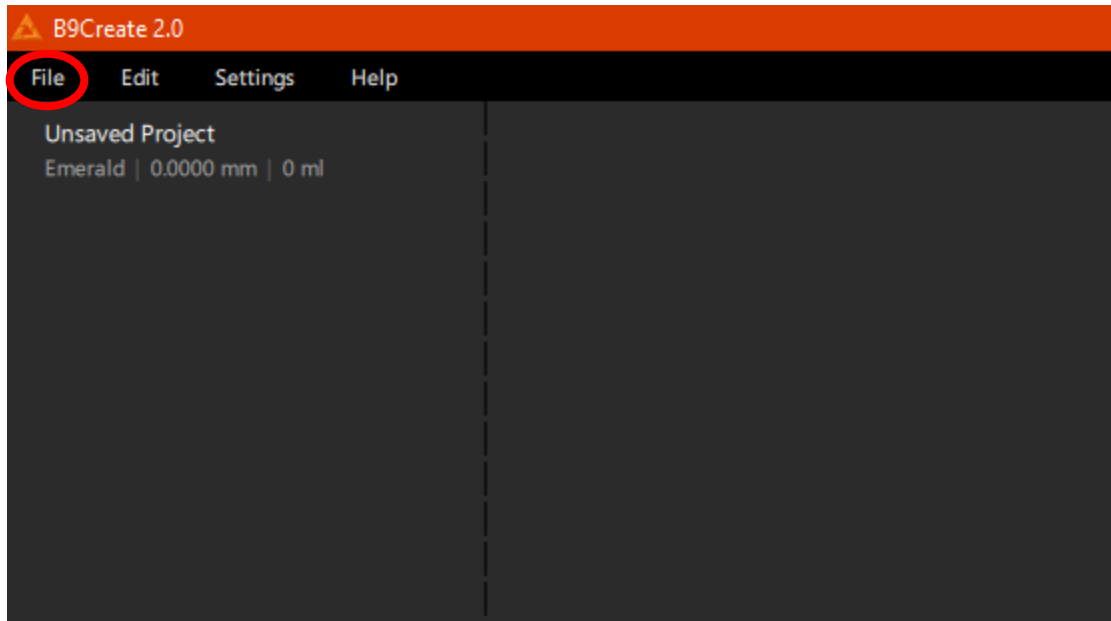 B9Create 2.0
File Edit Settings Help
Unsaved Project
Emerald | 0.0000 mm | 0 ml